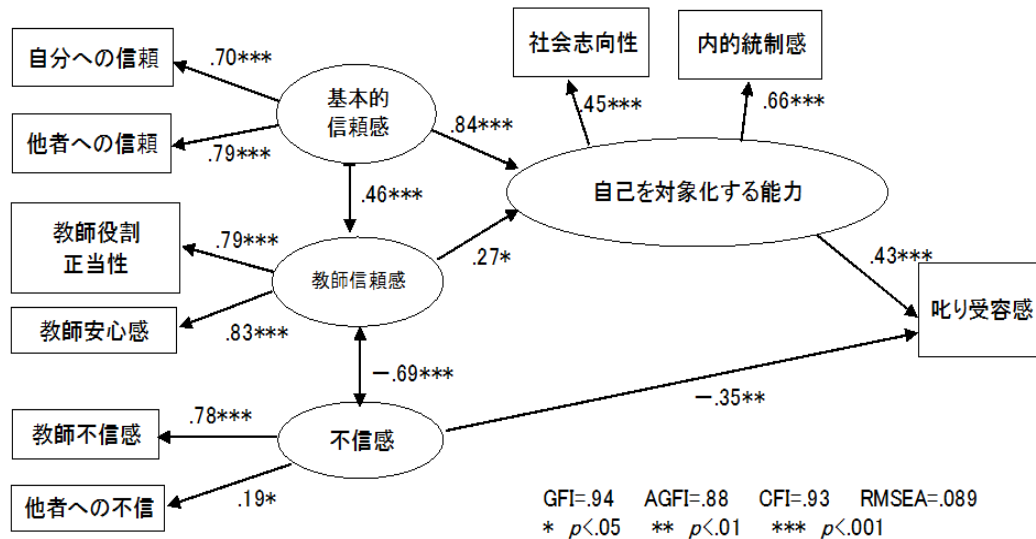 自分への信頼
.70***
他者への信頼
.79***
基本的
信頼感
.84***
社会志向性
内的統制感
.45***
.66***
自己を対象化する能力
.46***
教師役割
正当性
.79***
教師信頼感
.27*
教師安心感
.83***
.43***
叱り受容感
－.69***
－.35**
教師不信感
.78***
不信感
他者への不信
.19*
GFI=.94 AGFI=.88 CFI=.93 RMSEA=.089
* p<.05 ** p<.01 *** p<.001